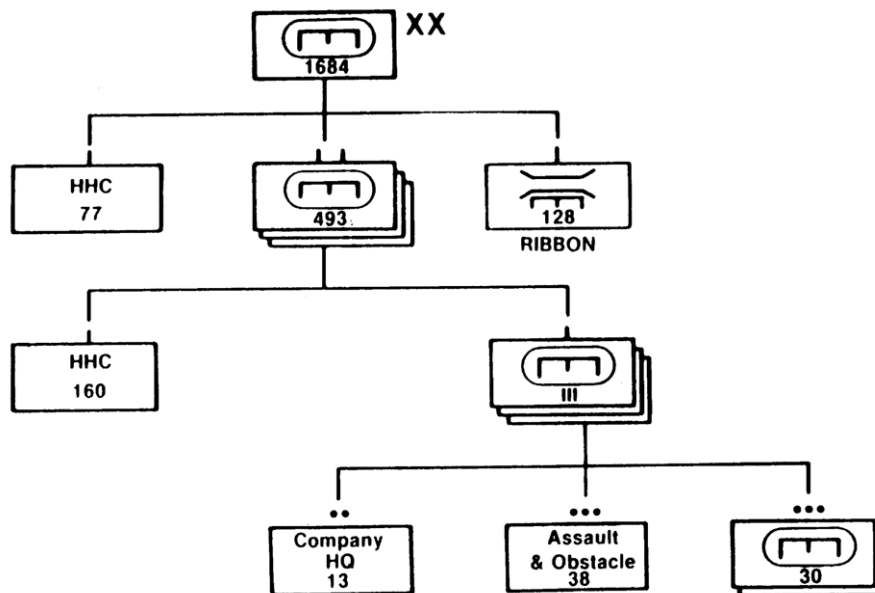 XX
1684
HHC
77
493
128
RIBBON
HHC
160
III
Company
HQ
13
Assault
& Obstacle
38
30